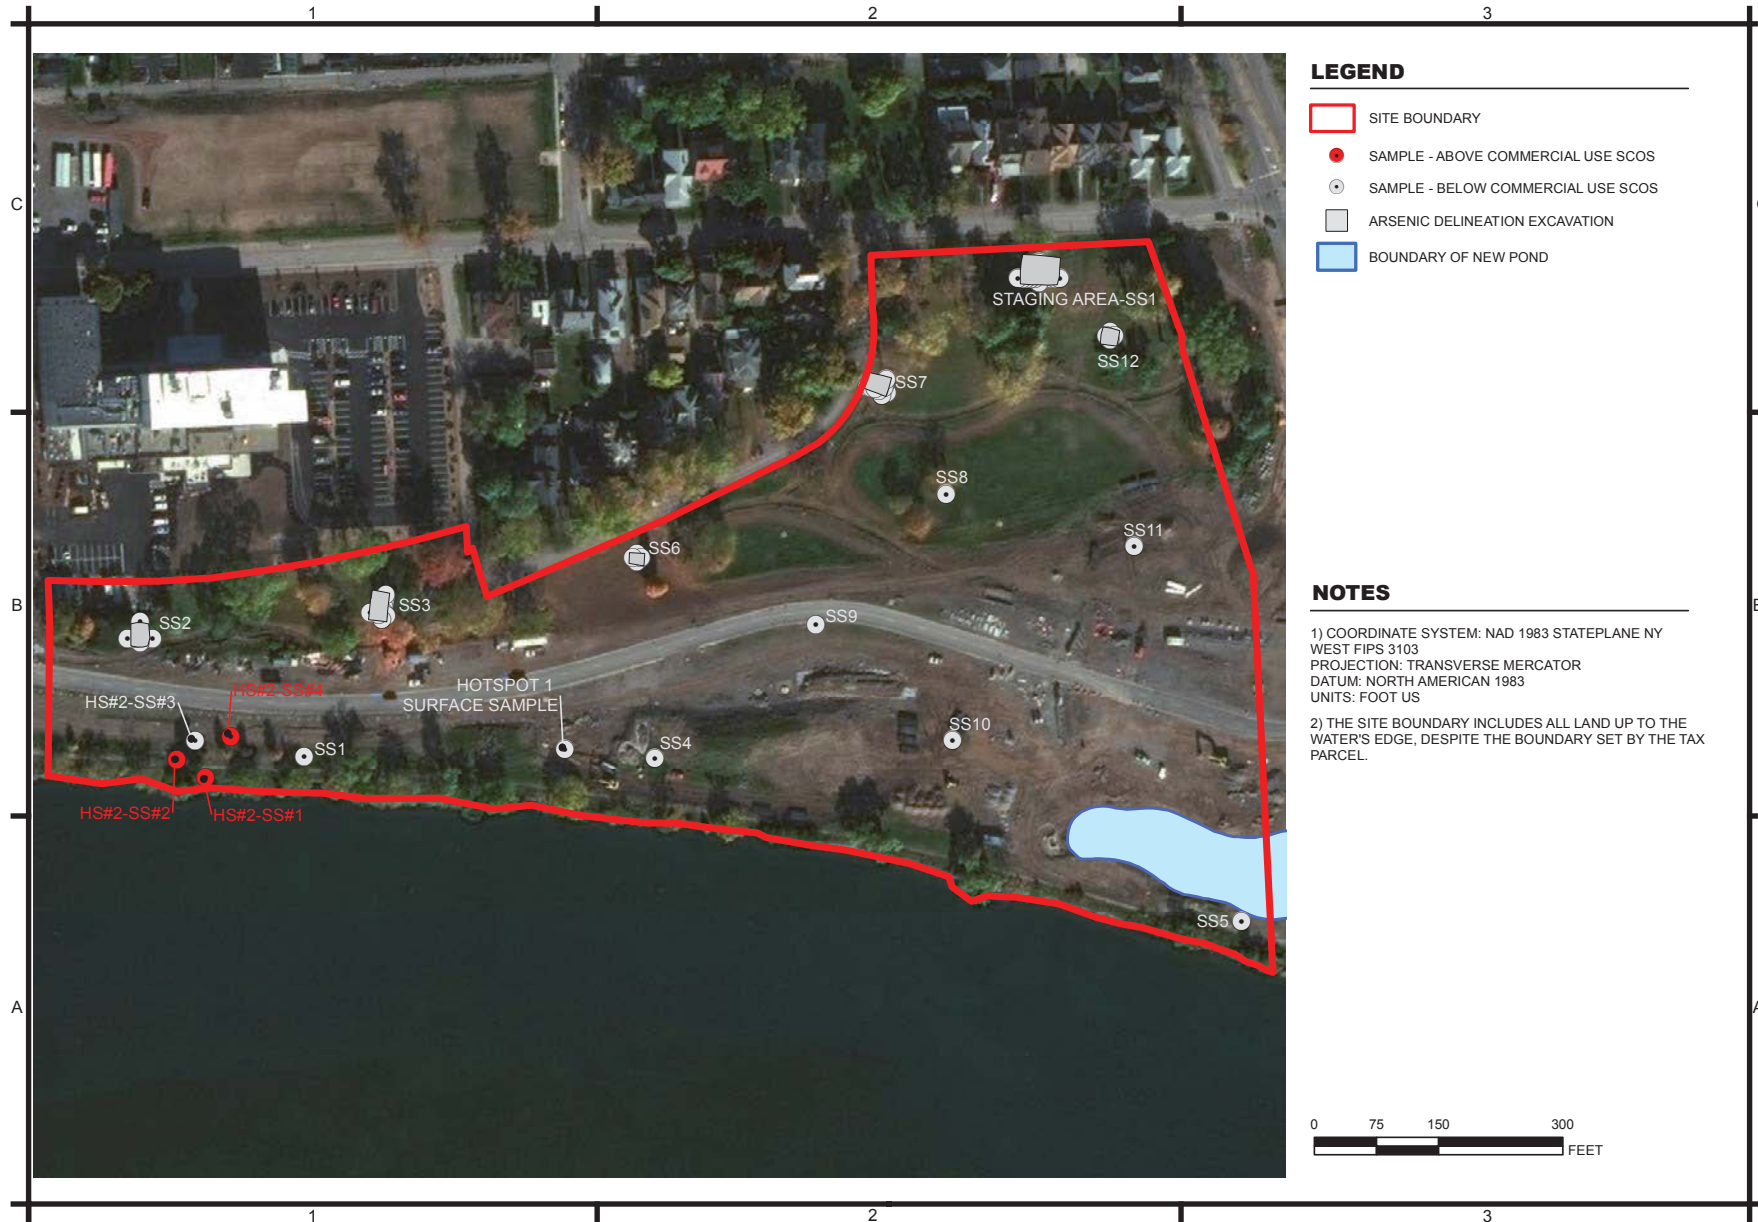 1
2
3
C
B
A
STAGING AREA-SS1
SS12
SS7
SS8
SS11
SS6
SS3
SS2
SS9
HS#2-SS#4
HS#2-SS#3
HOTSPOT 1
SURFACE SAMPLE
SS10
SS1
SS4
HS#2-SS#2
HS#2-SS#1
SS5
LEGEND
SITE BOUNDARY
SAMPLE - ABOVE COMMERCIAL USE SCOS
SAMPLE - BELOW COMMERCIAL USE SCOS
ARSENIC DELINEATION EXCAVATION
BOUNDARY OF NEW POND
NOTES
1) COORDINATE SYSTEM: NAD 1983 STATEPLANE NY
WEST FIPS 3103
PROJECTION: TRANSVERSE MERCATOR
DATUM: NORTH AMERICAN 1983
UNITS: FOOT US
2) THE SITE BOUNDARY INCLUDES ALL LAND UP TO THE
WATER'S EDGE, DESPITE THE BOUNDARY SET BY THE TAX
PARCEL.
0 75 150 300
FEET
1
2
3